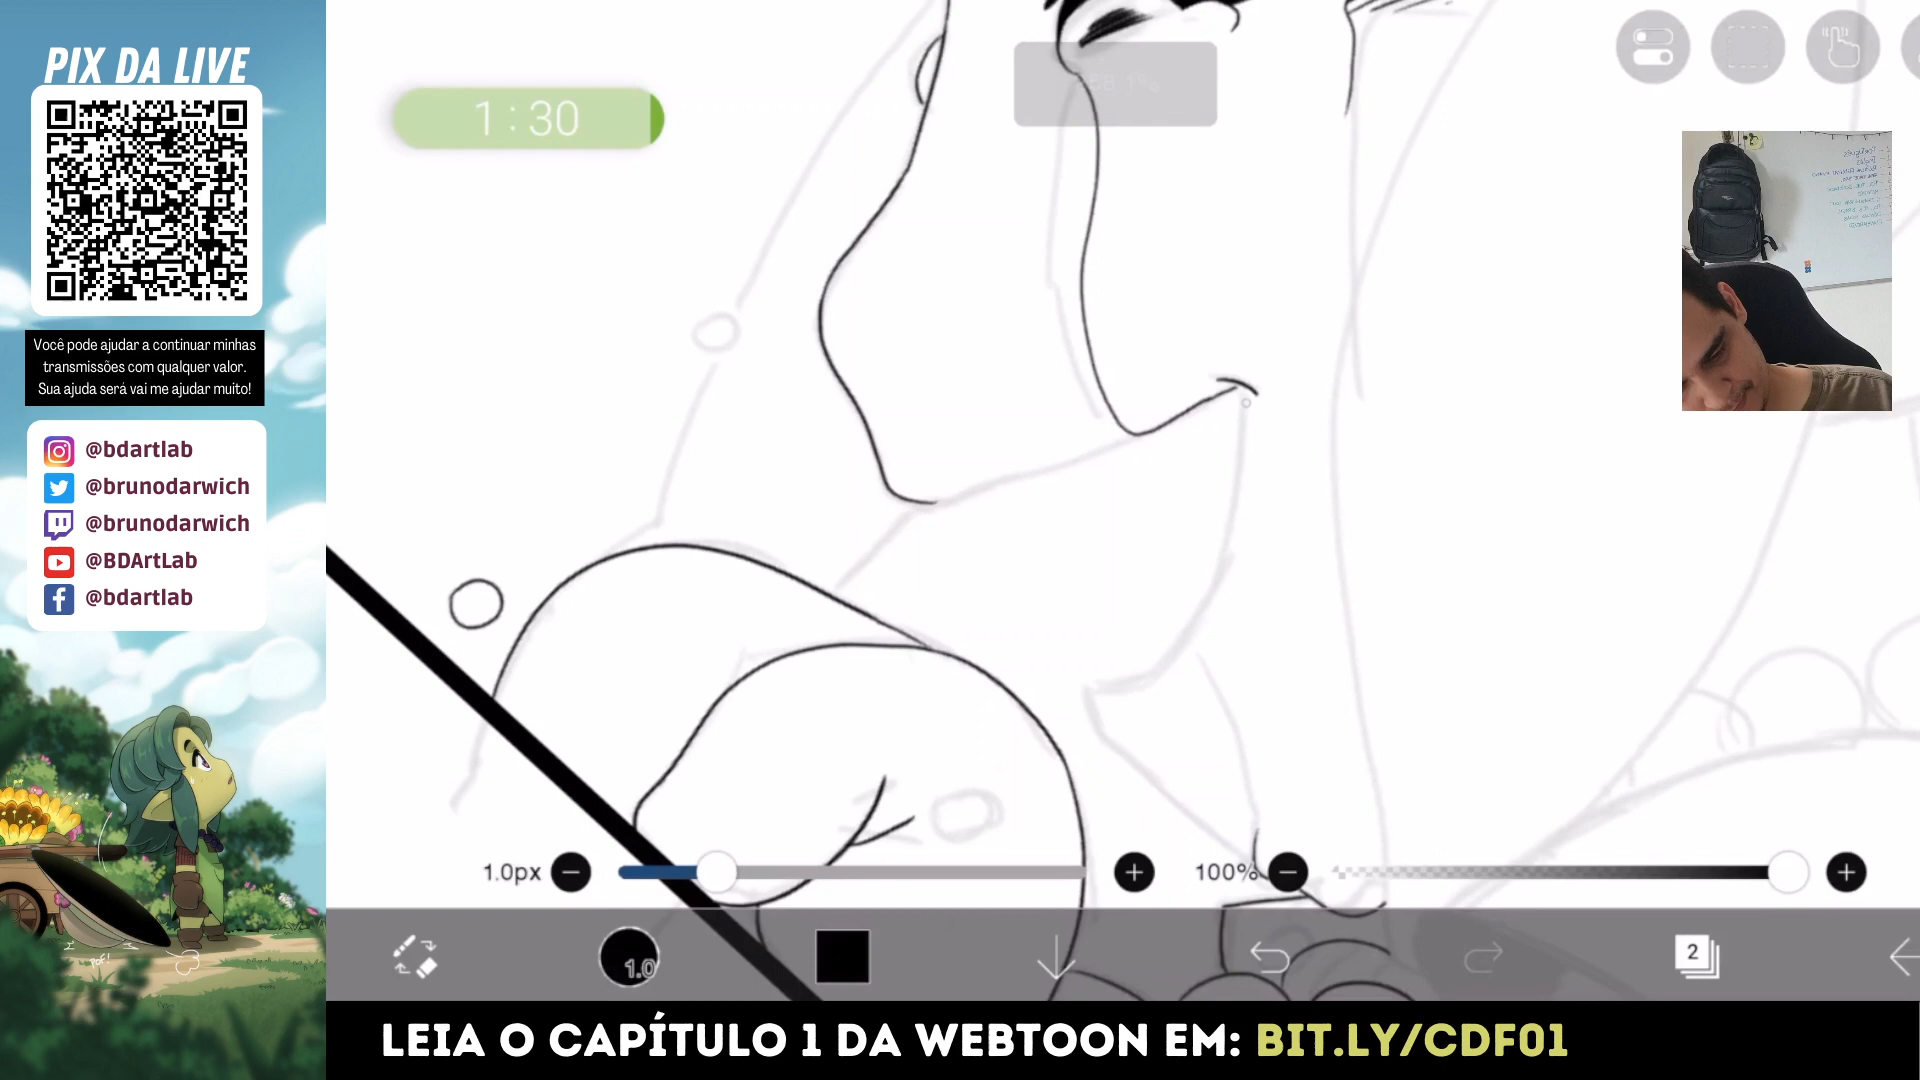 PIX DA LIVE
Você pode ajudar a continuar minhas
transmissões com qualquer valor.
Sua ajuda será vai me ajudar muito!
@bdartlab
@brunodarwich
@brunodarwich
@BDArtLab
@bdartlab
POF!
1:30
1.0px
100%
1.0
2
LEIA O CAPÍTULO 1 DA WEBTOON EM: BIT.LY/CDF01